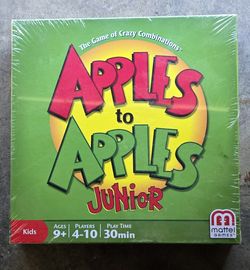 The Game of Crazy Combinations™
APPLES
to
APPLES
JUNIOR
Kids
AGES PLAYERS PLAY TIME
9+ 4-10 30min
M
mattel
GAMES